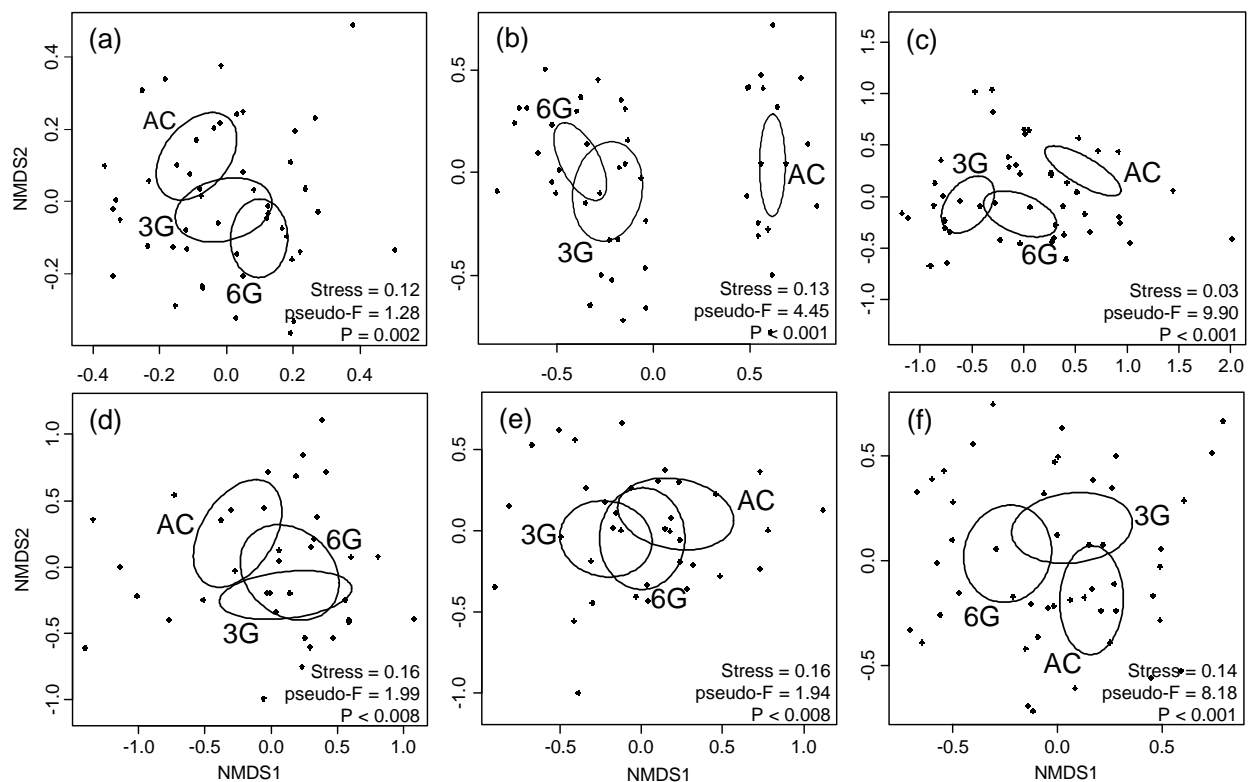 (a)
AC
3G
6G
Stress = 0.12
pseudo-F = 1.28
P = 0.002
NMDS2
0.4
0.2
0.0
-0.2
-0.4
-0.2
0.0
0.2
0.4
(b)
6G
AC
3G
Stress = 0.13
pseudo-F = 4.45
P < 0.001
0.5
0.0
-0.5
-0.5
0.0
0.5
(c)
3G
AC
6G
Stress = 0.03
pseudo-F = 9.90
P < 0.001
1.5
1.0
0.5
0.0
-0.5
-1.0
-1.0
-0.5
0.0
0.5
1.0
1.5
2.0
(d)
AC
6G
3G
Stress = 0.16
pseudo-F = 1.99
P < 0.008
NMDS2
1.0
0.5
0.0
-0.5
-1.0
-1.0
-0.5
0.0
0.5
1.0
NMDS1
(e)
AC
3G
6G
Stress = 0.16
pseudo-F = 1.94
P < 0.008
0.5
0.0
-0.5
-1.0
-0.5
0.0
0.5
1.0
NMDS1
(f)
3G
6G
AC
Stress = 0.14
pseudo-F = 8.18
P < 0.001
0.5
0.0
-0.5
-0.5
0.0
0.5
NMDS1